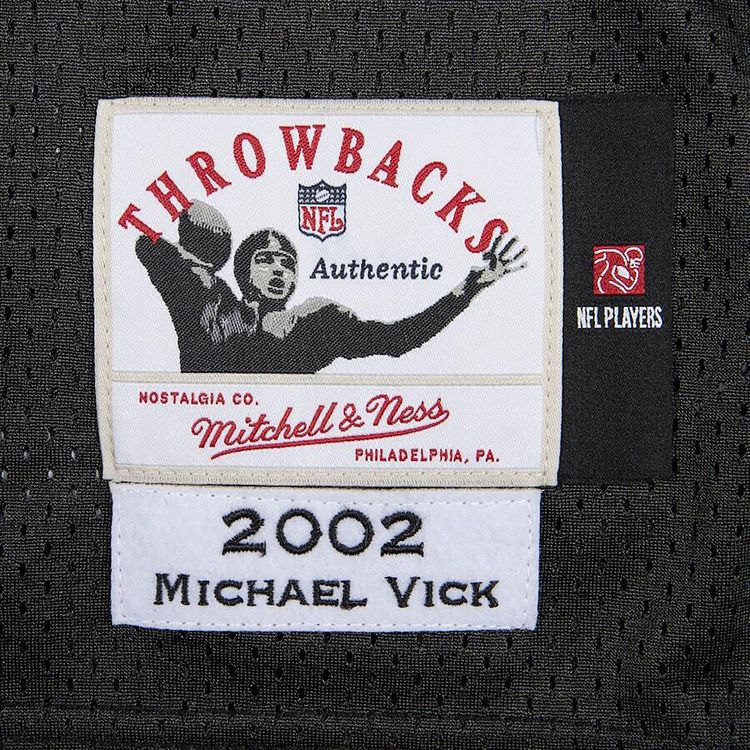 THROWBACKS
NFL
Authentic
NFL PLAYERS
NOSTALGIA CO.
Mitchell & Ness
PHILADELPHIA, PA.
2002
MICHAEL VICK